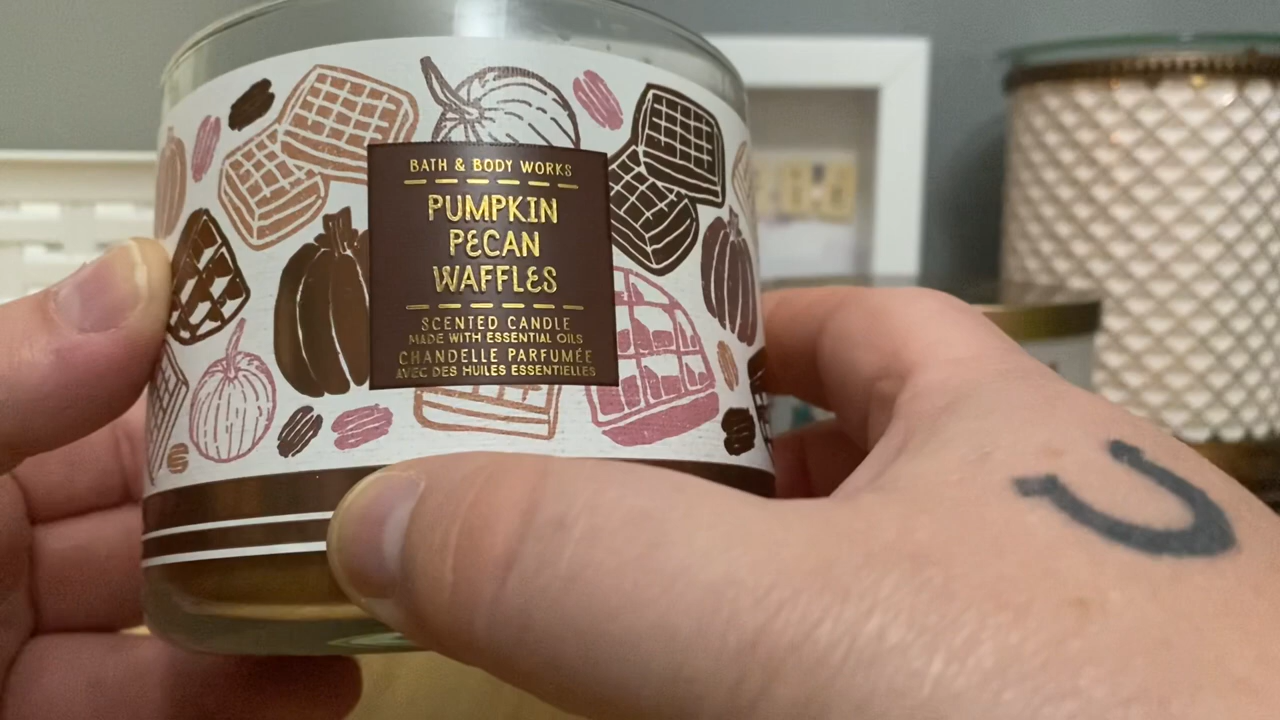 BATH & BODY WORKS
PUMPKIN
PECAN
WAFFLES
SCENTED CANDLE
MADE WITH ESSENTIAL OILS
CHANDELLE PARFUMÉE
AVEC DES HUILES ESSENTIELLES